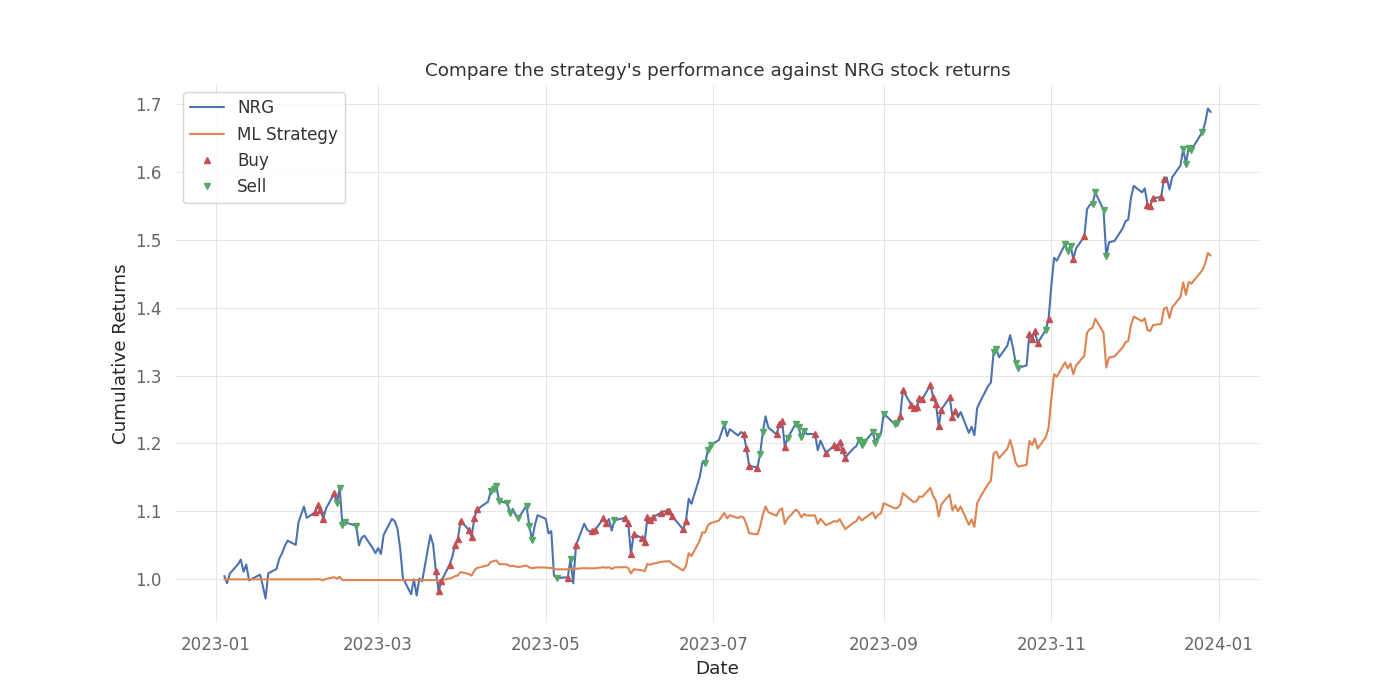 Compare the strategy's performance against NRG stock returns
NRG
ML Strategy
Buy
Sell
Cumulative Returns
1.7
1.6
1.5
1.4
1.3
1.2
1.1
1.0
2023-01
2023-03
2023-05
2023-07
2023-09
2023-11
2024-01
Date